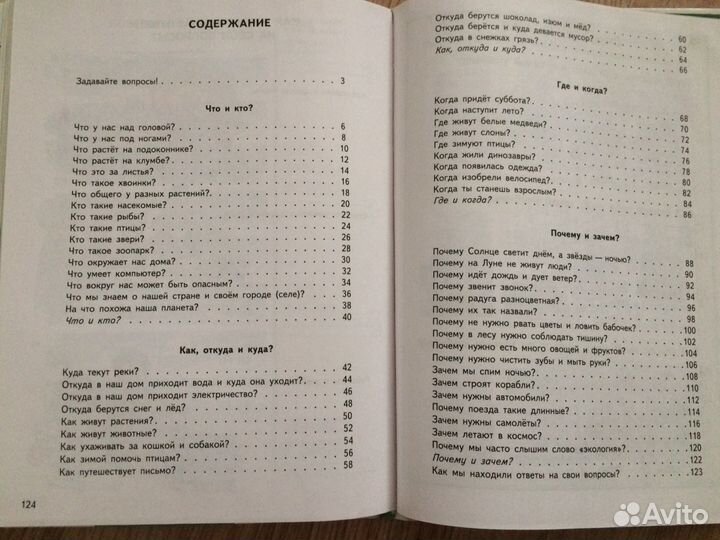 СОДЕРЖАНИЕ
Задавайте вопросы! . . . 3
Что и кто?
Что у нас над головой? . . . 6
Что у нас под ногами? . . . 8
Что растёт на подоконнике? . . . 10
Что растёт на клумбе? . . . 12
Что это за листья? . . . 14
Что такое хвоинки? . . . 16
Что общего у разных растений? . . . 18
Кто такие насекомые? . . . 20
Кто такие рыбы? . . . 22
Кто такие птицы? . . . 24
Кто такие звери? . . . 26
Что такое зоопарк? . . . 28
Что окружает нас дома? . . . 30
Что умеет компьютер? . . . 32
Что вокруг нас может быть опасным? . . . 34
Что мы знаем о нашей стране и своём городе (селе)? . . . 36
На что похожа наша планета? . . . 38
Что и кто? . . . 40
Как, откуда и куда?
Куда текут реки? . . . 42
Откуда в наш дом приходит вода и куда она уходит? . . . 44
Откуда в наш дом приходит электричество? . . . 46
Откуда берутся снег и лёд? . . . 48
Как живут растения? . . . 50
Как живут животные? . . . 52
Как ухаживать за кошкой и собакой? . . . 54
Как зимой помочь птицам? . . . 56
Как путешествует письмо? . . . 58
124
Откуда берутся шоколад, изюм и мёд? . . . 60
Откуда берётся и куда девается мусор? . . . 62
Откуда в снежках грязь? . . . 64
Как, откуда и куда? . . . 66
Где и когда?
Когда придёт суббота? . . . 68
Когда наступит лето? . . . 70
Где живут белые медведи? . . . 72
Где живут слоны? . . . 74
Где зимуют птицы? . . . 76
Когда жили динозавры? . . . 78
Когда появилась одежда? . . . 80
Когда изобрели велосипед? . . . 82
Когда ты станешь взрослым? . . . 84
Где и когда? . . . 86
Почему и зачем?
Почему Солнце светит днём, а звёзды — ночью? . . . 88
Почему на Луне не живут люди? . . . 90
Почему идёт дождь и дует ветер? . . . 92
Почему звенит звонок? . . . 94
Почему радуга разноцветная? . . . 96
Почему их так назвали? . . . 98
Почему не нужно рвать цветы и ловить бабочек? . . . 100
Почему в лесу нужно соблюдать тишину? . . . 102
Почему нужно есть много овощей и фруктов? . . . 104
Почему нужно чистить зубы и мыть руки? . . . 106
Зачем мы спим ночью? . . . 108
Зачем строят корабли? . . . 110
Зачем нужны автомобили? . . . 112
Почему поезда такие длинные? . . . 114
Зачем нужны самолёты? . . . 116
Зачем летают в космос? . . . 118
Почему мы часто слышим слово «экология»? . . . 120
Почему и зачем? . . . 122
Как мы находили ответы на свои вопросы? . . . 123
Avito